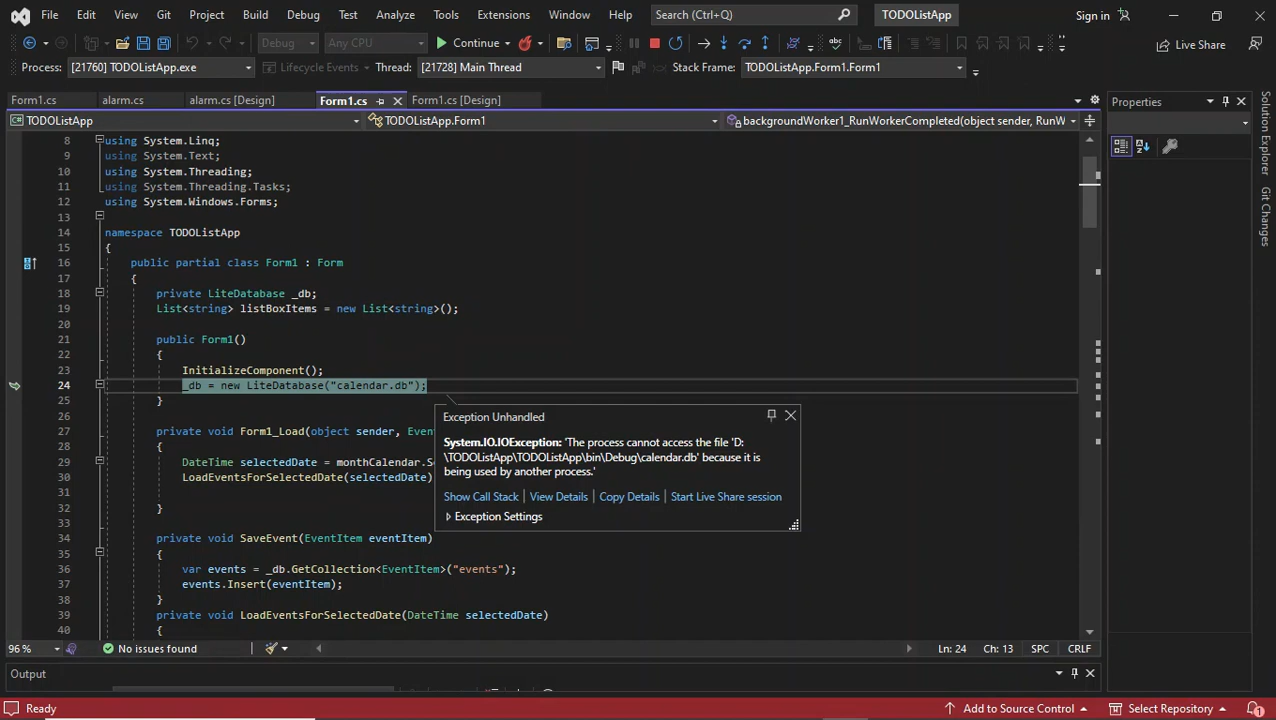 File Edit View Git Project Build Debug Test Analyze Tools Extensions Window Help Search (Ctrl+Q) TODOListApp Sign in
Debug Any CPU Continue Live Share
Process: [21760] TODOListApp.exe Lifecycle Events Thread: [21728] Main Thread Stack Frame: TODOListApp.Form1.Form1
Form1.cs alarm.cs alarm.cs [Design] Form1.cs Form1.cs [Design] Properties
TODOListApp TODOListApp.Form1 backgroundWorker1_RunWorkerCompleted(object sender, RunW
8 using System.Linq;
9 using System.Text;
10 using System.Threading;
11 using System.Threading.Tasks;
12 using System.Windows.Forms;
13
14 namespace TODOListApp
15 {
16 public partial class Form1 : Form
17 {
18 private LiteDatabase _db;
19 List<string> listBoxItems = new List<string>();
20
21 public Form1()
22 {
23 InitializeComponent();
24 _db = new LiteDatabase("calendar.db");
25 }
26
27 private void Form1_Load(object sender, Event
28 {
29 DateTime selectedDate = monthCalendar.Se
30 LoadEventsForSelectedDate(selectedDate)
31
32 }
33
34 private void SaveEvent(EventItem eventItem)
35 {
36 var events = _db.GetCollection<EventItem>("events");
37 events.Insert(eventItem);
38 }
39 private void LoadEventsForSelectedDate(DateTime selectedDate)
40 {
Exception Unhandled
System.IO.IOException: 'The process cannot access the file 'D:
\TODOListApp\TODOListApp\bin\Debug\calendar.db' because it is
being used by another process.'
Show Call Stack View Details Copy Details Start Live Share session
Exception Settings
Solution Explorer
Git Changes
96 % No issues found Ln: 24 Ch: 13 SPC CRLF
Output
Ready Add to Source Control Select Repository 1